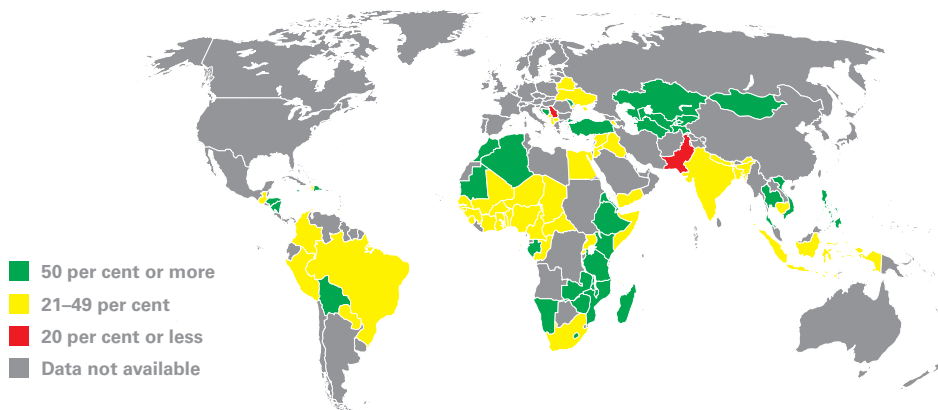 50 per cent or more
21–49 per cent
20 per cent or less
Data not available